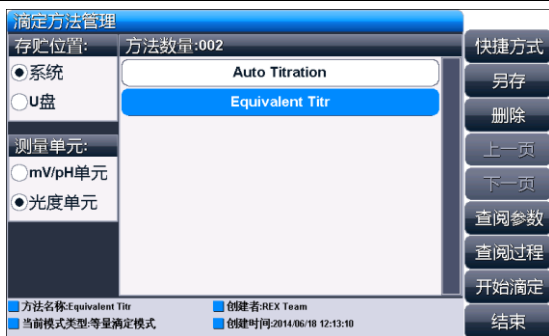 滴定方法管理
存贮位置:
方法数量:002
系统
U盘
Auto Titration
Equivalent Titr
测量单元:
mV/pH单元
光度单元
快捷方式
另存
删除
上一页
下一页
查阅参数
查阅过程
开始滴定
结束
方法名称:Equivalent Titr
创建者:REX Team
当前模式类型:等量滴定模式
创建时间:2014/06/18 12:13:10